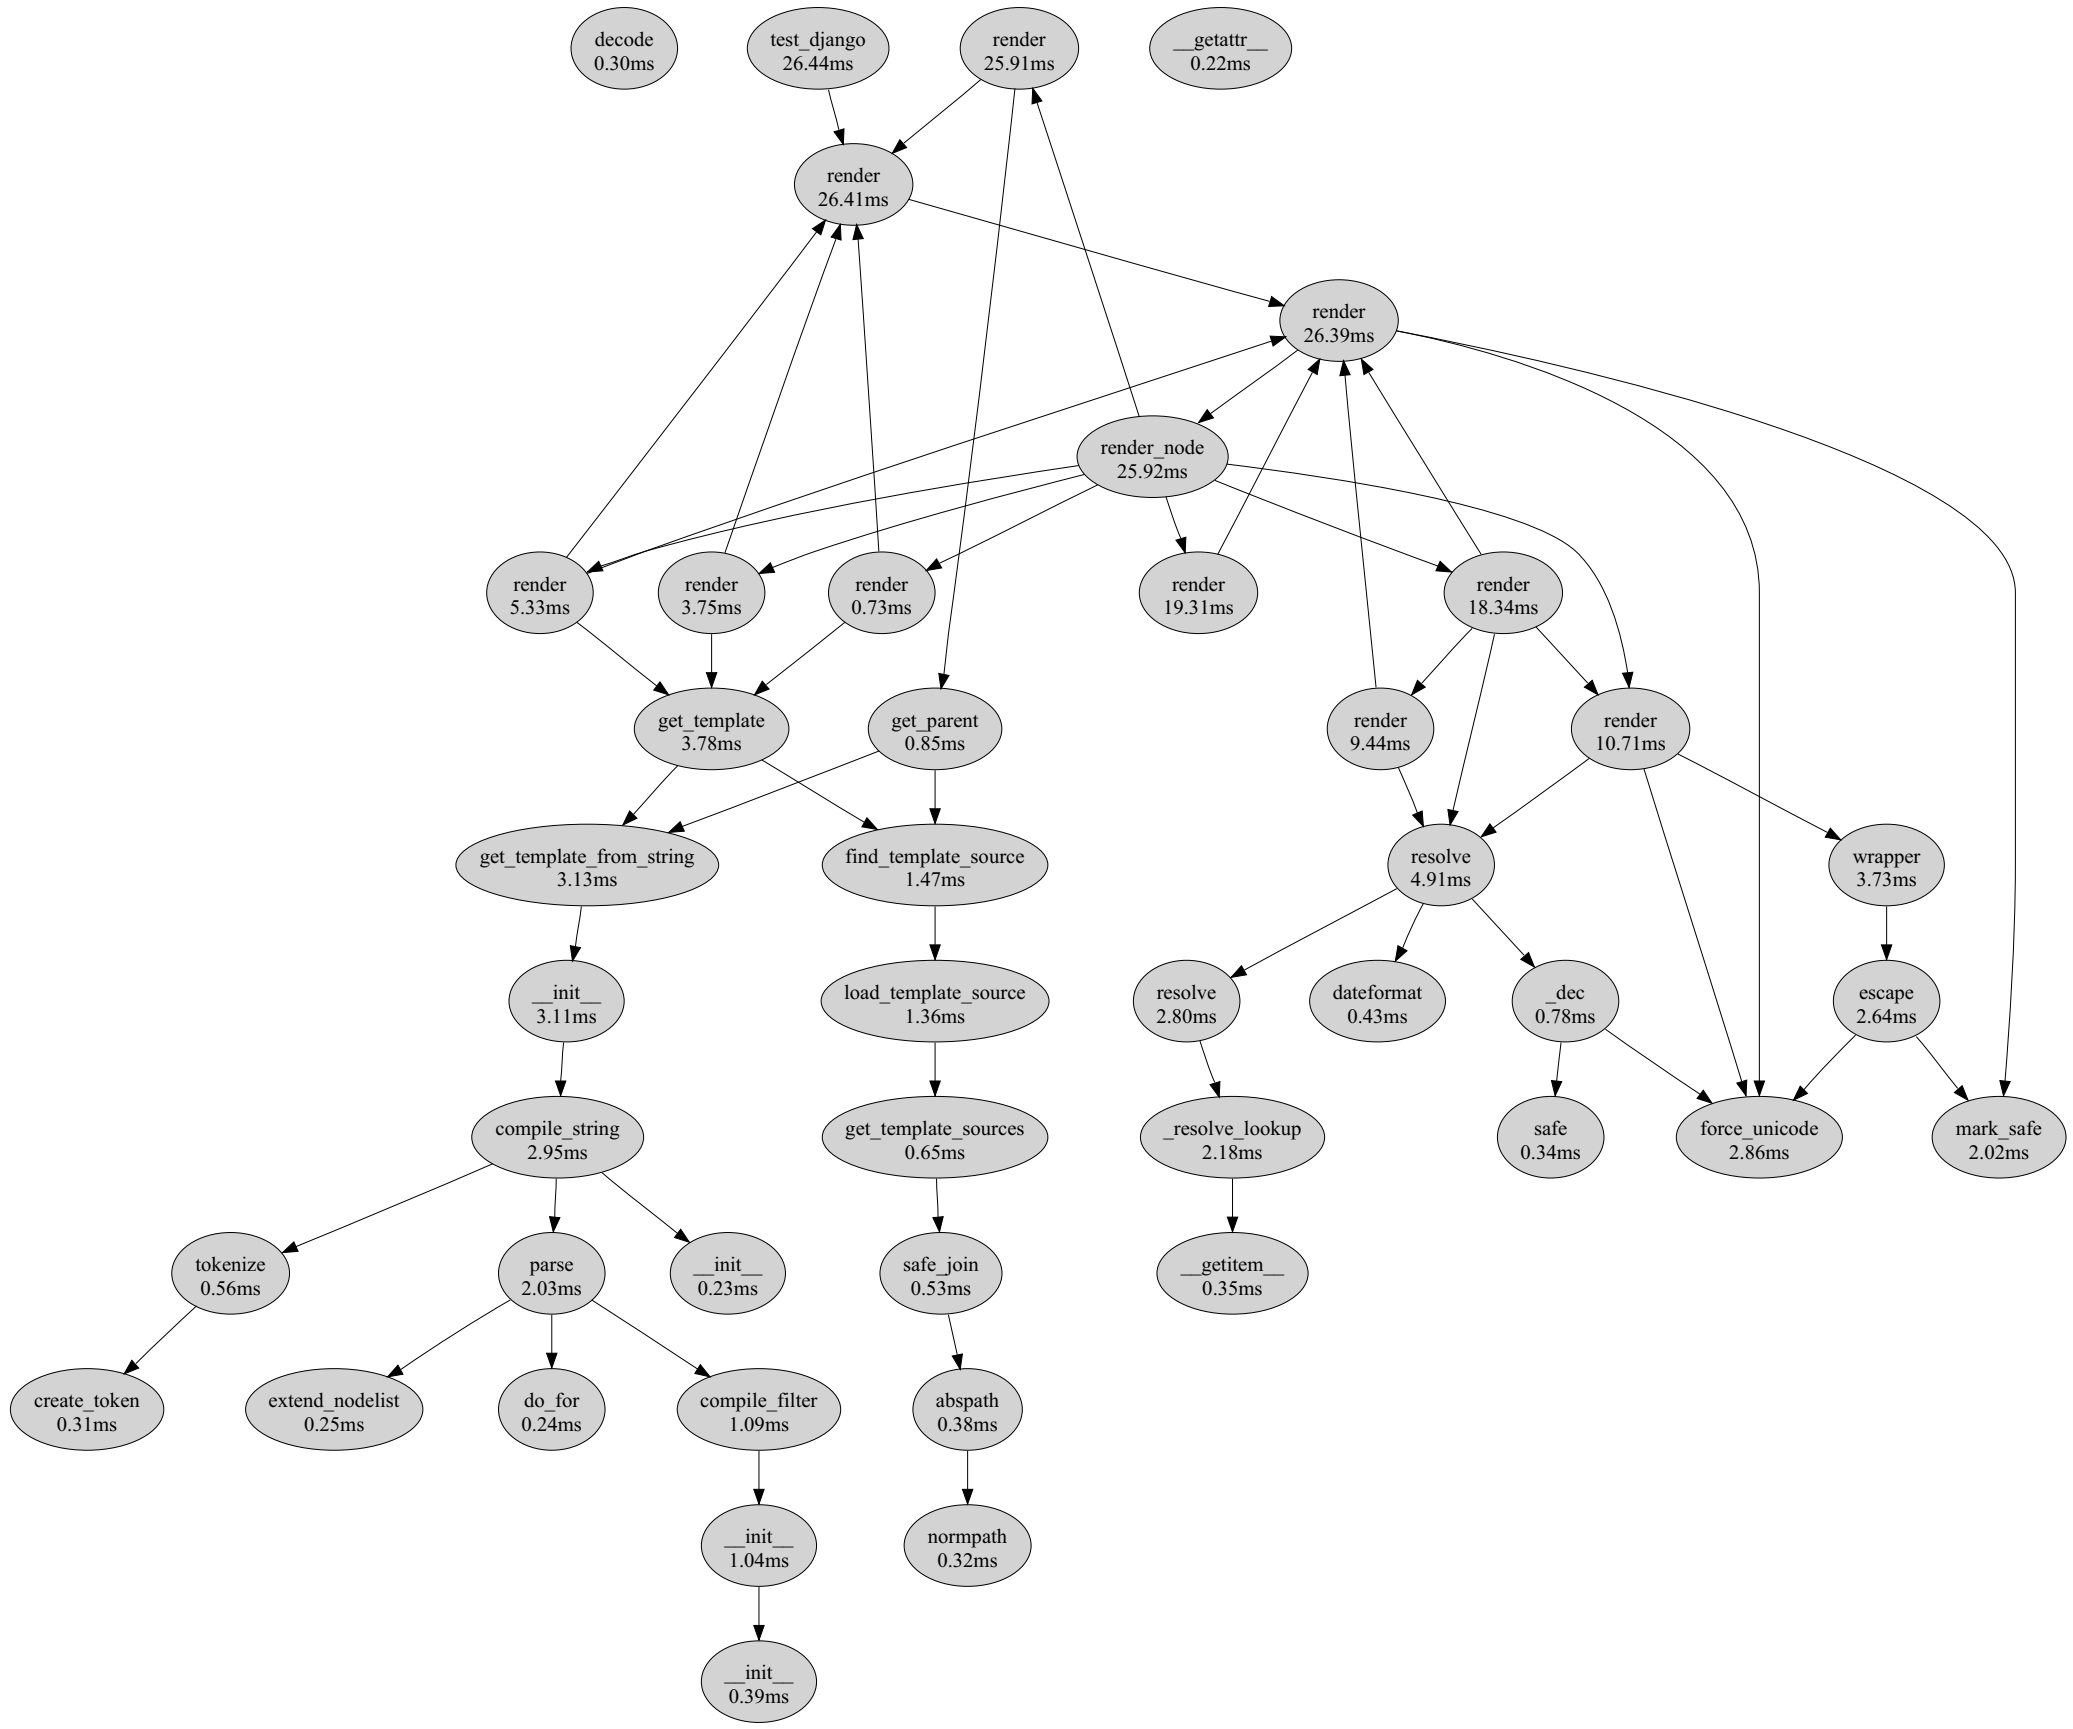 decode
0.30ms
test_django
26.44ms
render
25.91ms
__getattr__
0.22ms
render
26.41ms
render
26.39ms
render_node
25.92ms
render
5.33ms
render
3.75ms
render
0.73ms
render
19.31ms
render
18.34ms
get_template
3.78ms
get_parent
0.85ms
render
9.44ms
render
10.71ms
get_template_from_string
3.13ms
find_template_source
1.47ms
resolve
4.91ms
wrapper
3.73ms
__init__
3.11ms
load_template_source
1.36ms
resolve
2.80ms
dateformat
0.43ms
_dec
0.78ms
escape
2.64ms
compile_string
2.95ms
get_template_sources
0.65ms
_resolve_lookup
2.18ms
safe
0.34ms
force_unicode
2.86ms
mark_safe
2.02ms
tokenize
0.56ms
parse
2.03ms
__init__
0.23ms
safe_join
0.53ms
__getitem__
0.35ms
create_token
0.31ms
extend_nodelist
0.25ms
do_for
0.24ms
compile_filter
1.09ms
abspath
0.38ms
__init__
1.04ms
normpath
0.32ms
__init__
0.39ms